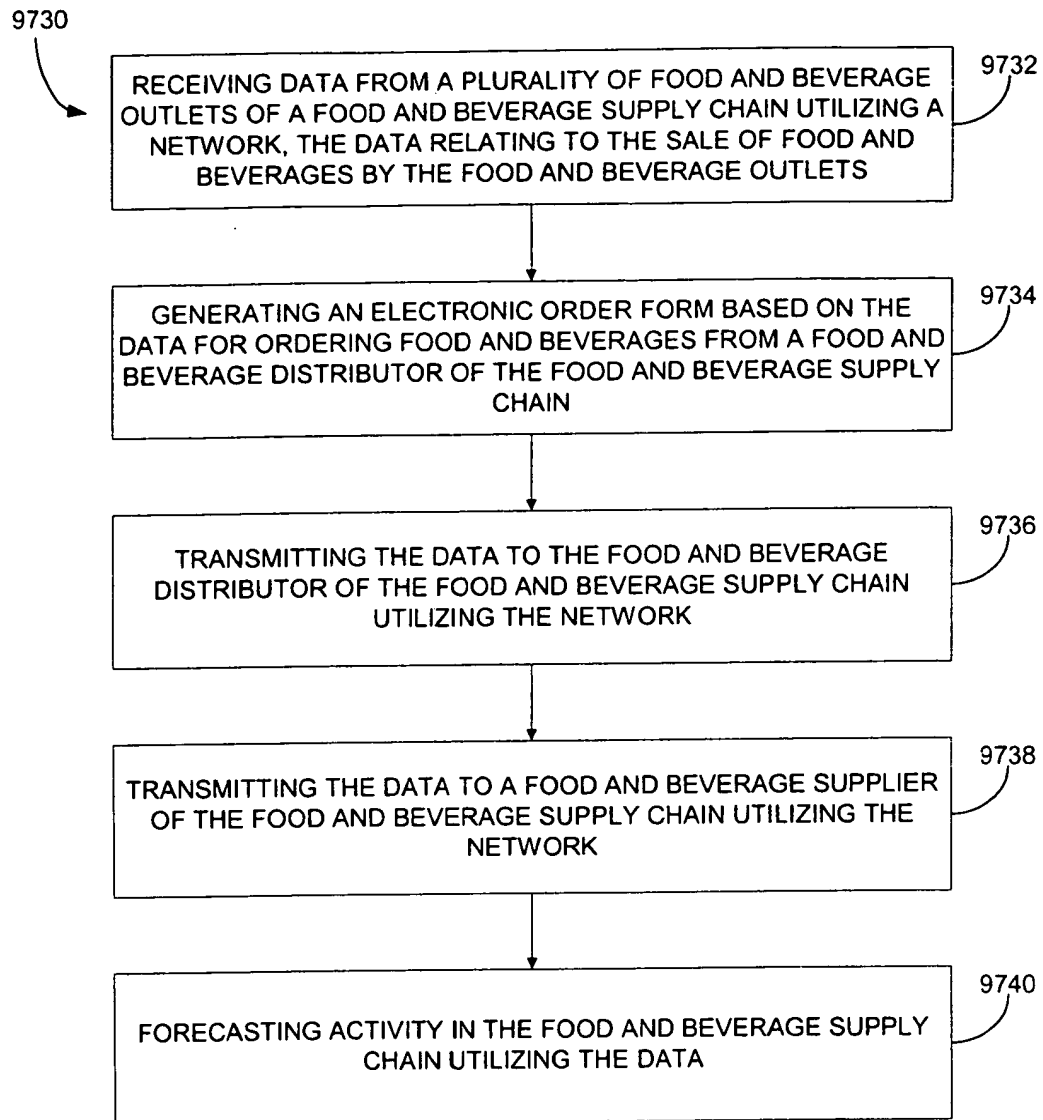 9730
RECEIVING DATA FROM A PLURALITY OF FOOD AND BEVERAGE
OUTLETS OF A FOOD AND BEVERAGE SUPPLY CHAIN UTILIZING A
NETWORK, THE DATA RELATING TO THE SALE OF FOOD AND
BEVERAGES BY THE FOOD AND BEVERAGE OUTLETS
9732
GENERATING AN ELECTRONIC ORDER FORM BASED ON THE
DATA FOR ORDERING FOOD AND BEVERAGES FROM A FOOD AND
BEVERAGE DISTRIBUTOR OF THE FOOD AND BEVERAGE SUPPLY
CHAIN
9734
TRANSMITTING THE DATA TO THE FOOD AND BEVERAGE
DISTRIBUTOR OF THE FOOD AND BEVERAGE SUPPLY CHAIN
UTILIZING THE NETWORK
9736
TRANSMITTING THE DATA TO A FOOD AND BEVERAGE SUPPLIER
OF THE FOOD AND BEVERAGE SUPPLY CHAIN UTILIZING THE
NETWORK
9738
FORECASTING ACTIVITY IN THE FOOD AND BEVERAGE SUPPLY
CHAIN UTILIZING THE DATA
9740